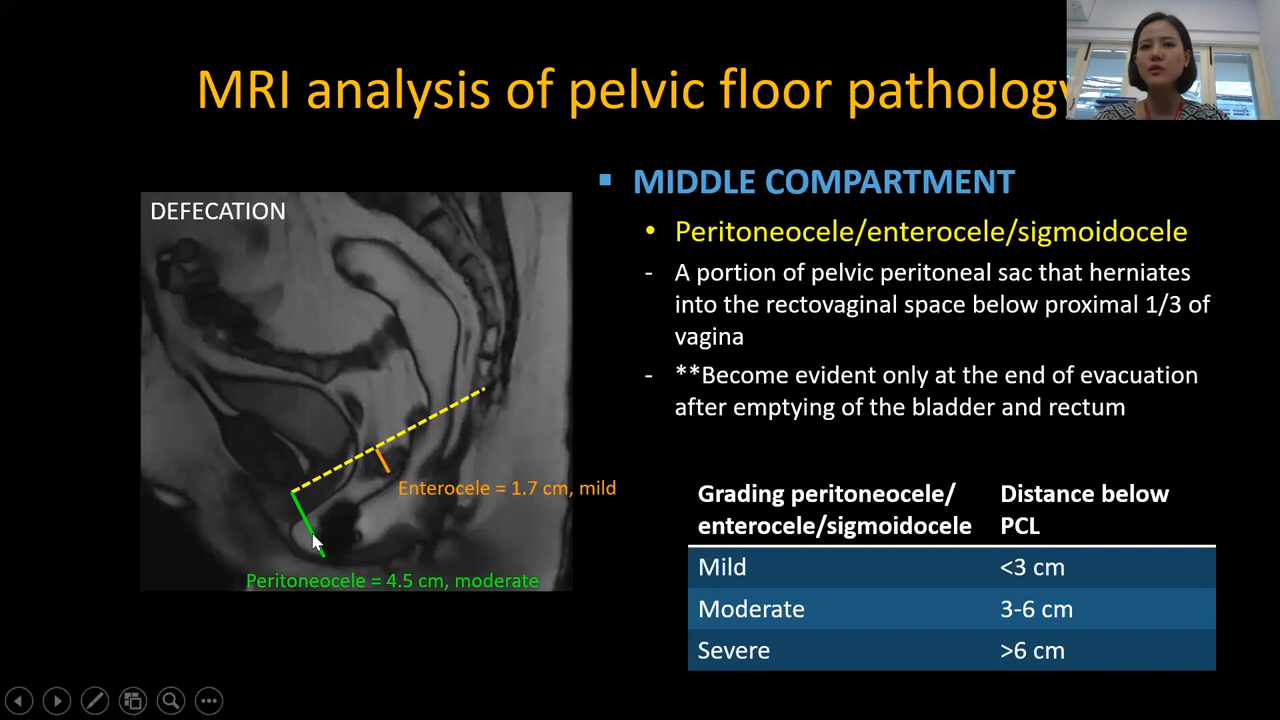 MRI analysis of pelvic floor pathology
DEFECATION
Enterocele = 1.7 cm, mild
Peritoneocele = 4.5 cm, moderate
▪ MIDDLE COMPARTMENT
• Peritoneocele/enterocele/sigmoidocele
- A portion of pelvic peritoneal sac that herniates
into the rectovaginal space below proximal 1/3 of
vagina
- **Become evident only at the end of evacuation
after emptying of the bladder and rectum
Grading peritoneocele/ Distance below
enterocele/sigmoidocele PCL
Mild <3 cm
Moderate 3-6 cm
Severe >6 cm